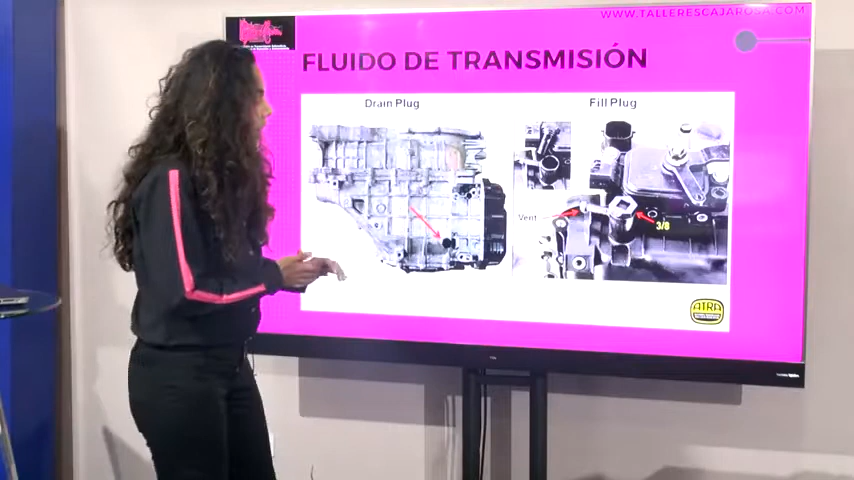 WWW.TALLERESCAJAROSA.COM
FLUIDO DE TRANSMISIÓN
Drain Plug
Fill Plug
Vent
3/8
ATRA